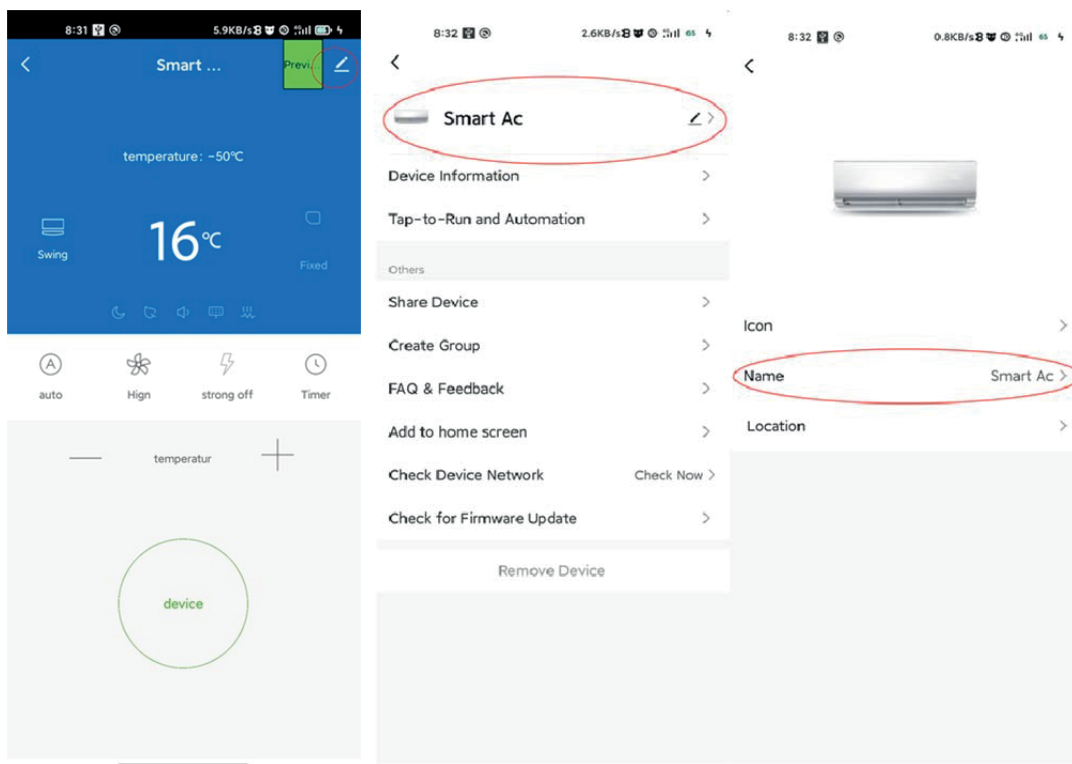 8:31
5.9KB/s
65
Smart ...
Previ...
temperature: -50℃
Swing
16℃
Fixed
A
auto
Hign
strong off
Timer
temperatur
device
8:32
2.6KB/s
65
Smart Ac
Device Information
Tap-to-Run and Automation
Others
Share Device
Create Group
FAQ & Feedback
Add to home screen
Check Device Network
Check Now
Check for Firmware Update
Remove Device
8:32
0.8KB/s
65
Icon
Name
Smart Ac
Location